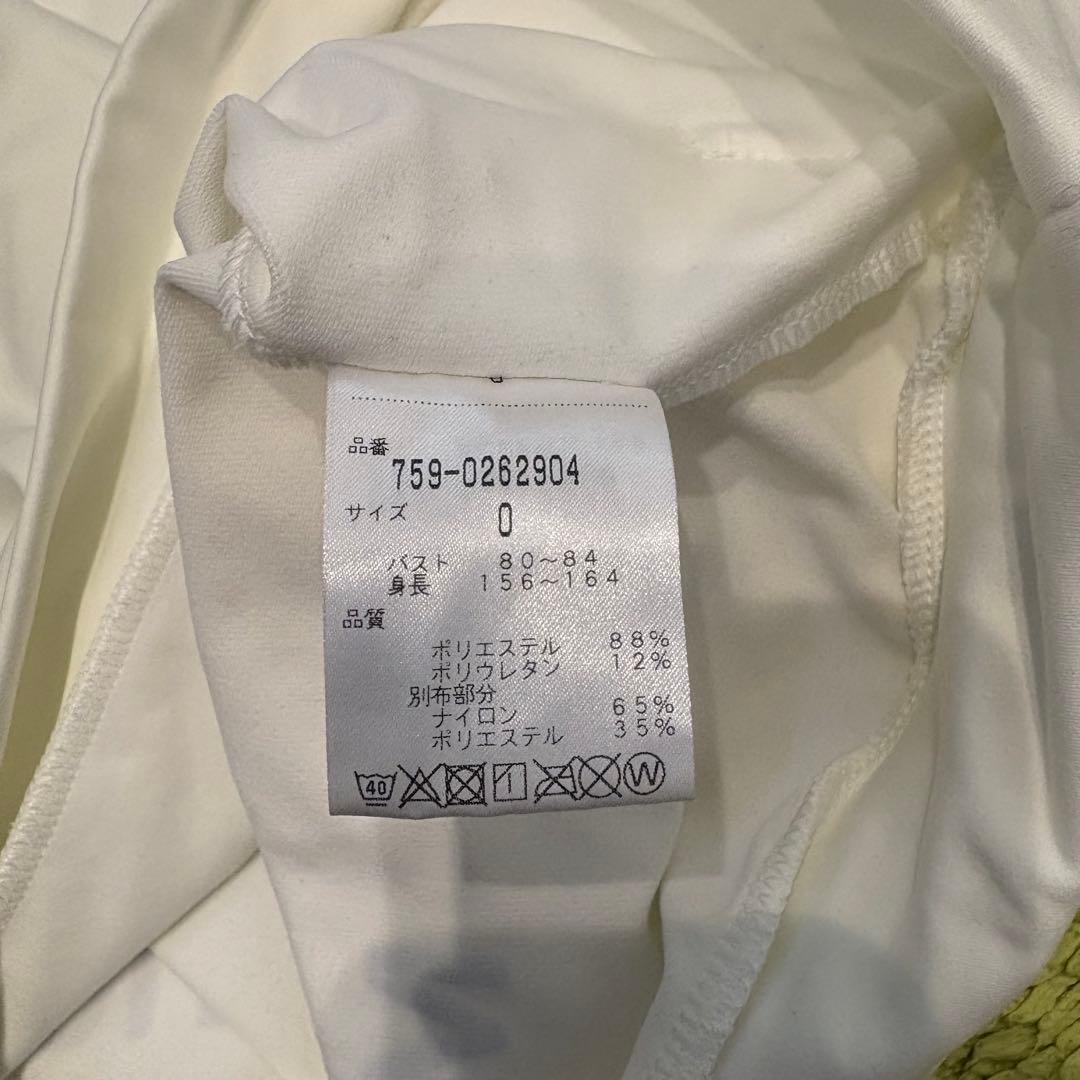 品番
759-0262904
サイズ 0
バスト 80~84
身長 156~164
品質
ポリエステル 88%
ポリウレタン 12%
別布部分
ナイロン 65%
ポリエステル 35%
40 W